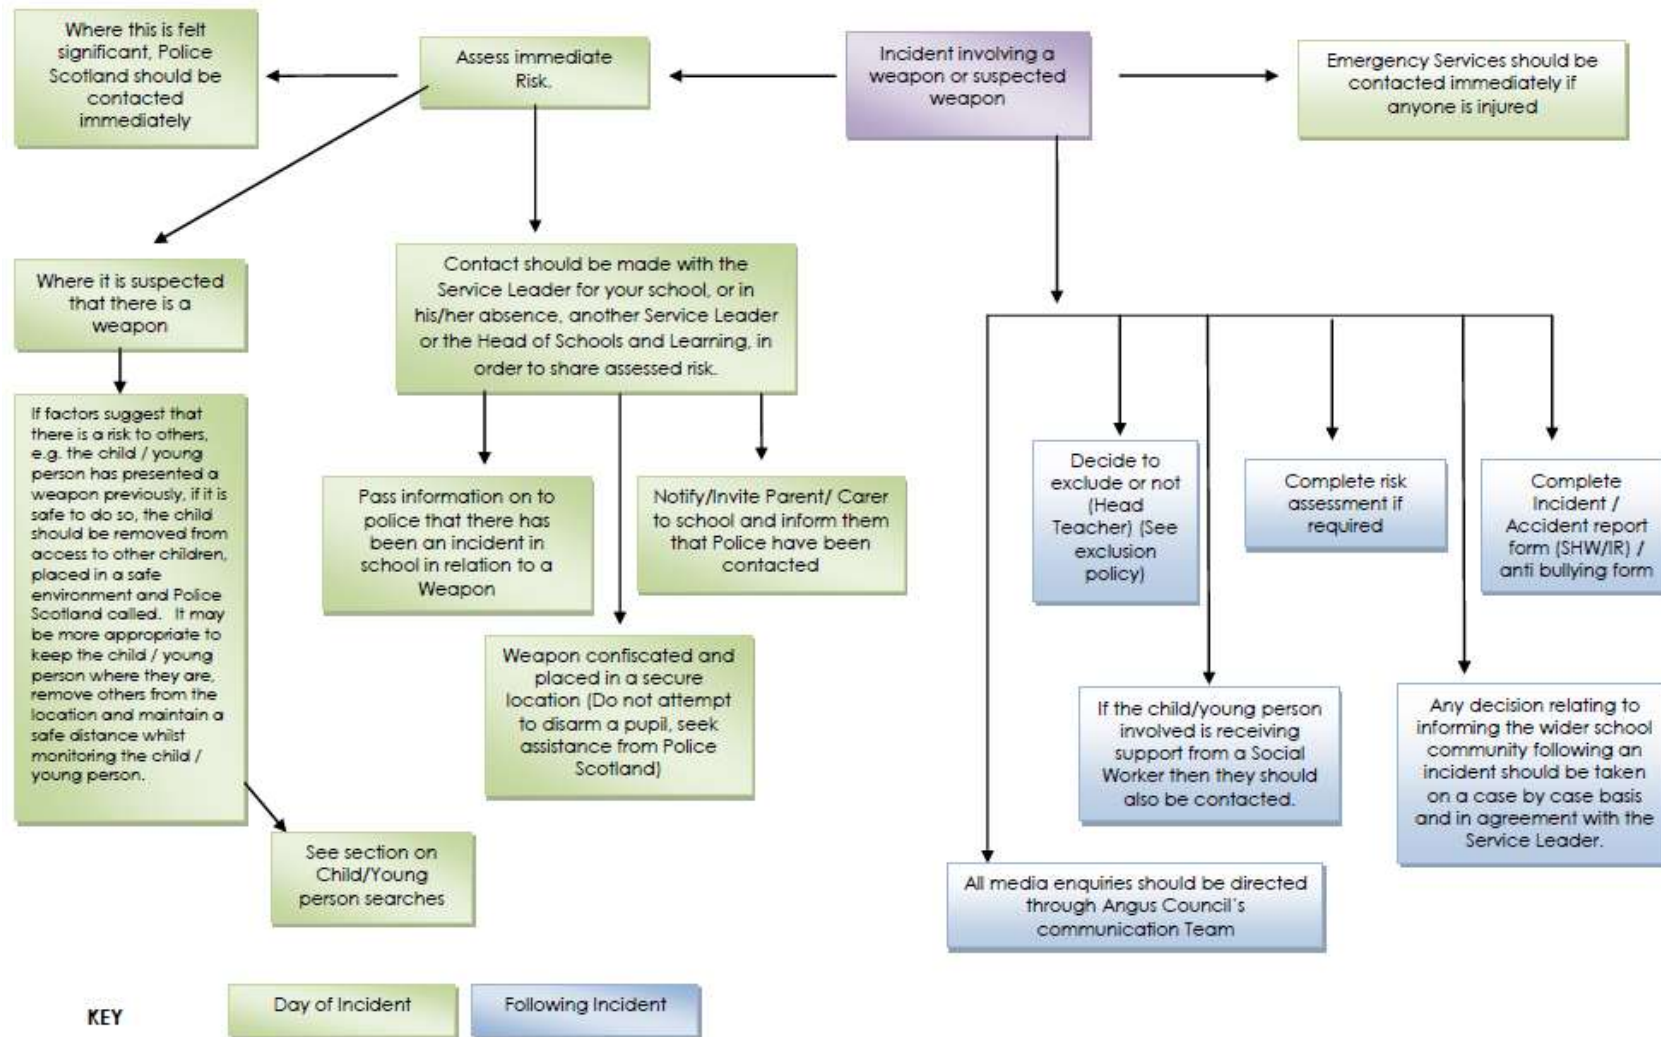 Where this is felt
significant, Police
Scotland should be
contacted
immediately
Assess immediate
Risk.
Incident involving a
weapon or suspected
weapon
Emergency Services should be
contacted immediately if
anyone is injured
Where it is suspected
that there is a
weapon
Contact should be made with the
Service Leader for your school, or in
his/her absence, another Service Leader
or the Head of Schools and Learning, in
order to share assessed risk.
If factors suggest that
there is a risk to others,
e.g. the child / young
person has presented a
weapon previously, if it is
safe to do so, the child
should be removed from
access to other children,
placed in a safe
environment and Police
Scotland called. It may
be more appropriate to
keep the child / young
person where they are,
remove others from the
location and maintain a
safe distance whilst
monitoring the child /
young person.
Pass information on to
police that there has
been an incident in
school in relation to a
Weapon
Notify/Invite Parent/ Carer
to school and inform them
that Police have been
contacted
Weapon confiscated and
placed in a secure
location (Do not attempt
to disarm a pupil, seek
assistance from Police
Scotland)
See section on
Child/Young
person searches
Decide to
exclude or not
(Head
Teacher) (See
exclusion
policy)
Complete risk
assessment if
required
Complete
Incident /
Accident report
form (SHW/IR) /
anti bullying form
If the child/young person
involved is receiving
support from a Social
Worker then they should
also be contacted.
Any decision relating to
informing the wider school
community following an
incident should be taken
on a case by case basis
and in agreement with the
Service Leader.
All media enquiries should be directed
through Angus Council's
communication Team
KEY
Day of Incident
Following Incident